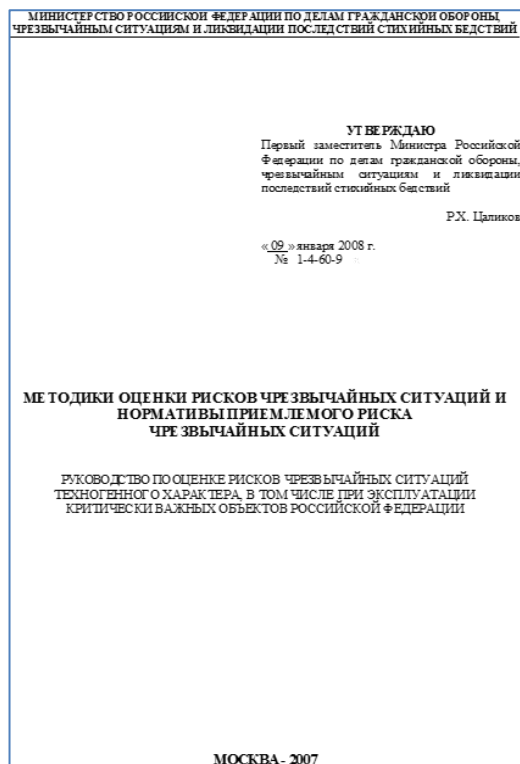 МИНИСТЕРСТВО РОССИЙСКОЙ ФЕДЕРАЦИИ ПО ДЕЛАМ ГРАЖДАНСКОЙ ОБОРОНЫ,
ЧРЕЗВЫЧАЙНЫМ СИТУАЦИЯМ И ЛИКВИДАЦИИ ПОСЛЕДСТВИЙ СТИХИЙНЫХ БЕДСТВИЙ
УТВЕРЖДАЮ
Первый заместитель Министра Российской
Федерации по делам гражданской обороны,
чрезвычайным ситуациям и ликвидации
последствий стихийных бедствий
Р.Х. Цаликов
« 09 » января 2008 г.
№ 1-4-60-9
МЕТОДИКИ ОЦЕНКИ РИСКОВ ЧРЕЗВЫЧАЙНЫХ СИТУАЦИЙ И
НОРМАТИВЫ ПРИЕМЛЕМОГО РИСКА
ЧРЕЗВЫЧАЙНЫХ СИТУАЦИЙ
РУКОВОДСТВО ПО ОЦЕНКЕ РИСКОВ ЧРЕЗВЫЧАЙНЫХ СИТУАЦИЙ
ТЕХНОГЕННОГО ХАРАКТЕРА, В ТОМ ЧИСЛЕ ПРИ ЭКСПЛУАТАЦИИ
КРИТИЧЕСКИ ВАЖНЫХ ОБЪЕКТОВ РОССИЙСКОЙ ФЕДЕРАЦИИ
МОСКВА - 2007